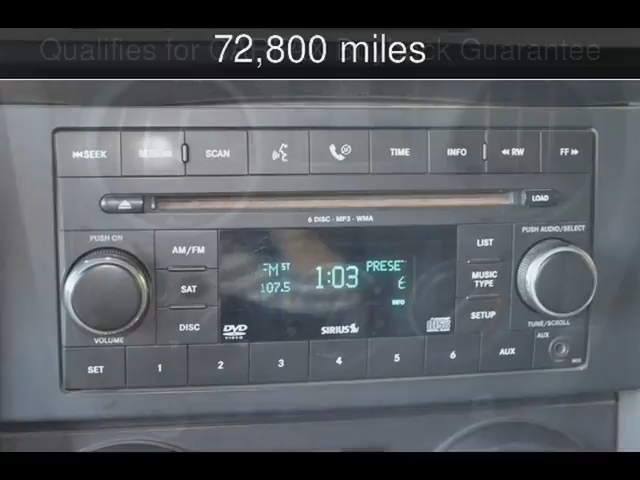 Qualifies for
Guarantee
72,800 miles
SEEK
SCAN
TIME
INFO
RW
FF
LOAD
6 DISC - MP3 - WMA
PUSH ON
PUSH AUDIO/SELECT
AM/FM
LIST
FM ST
1:03
PRESET
107.5
SAT
MUSIC
TYPE
INFO
DISC
SETUP
DVD
VIDEO
SIRIUS
VOLUME
TUNE/SCROLL
SET
1
2
3
4
5
6
AUX
AUX